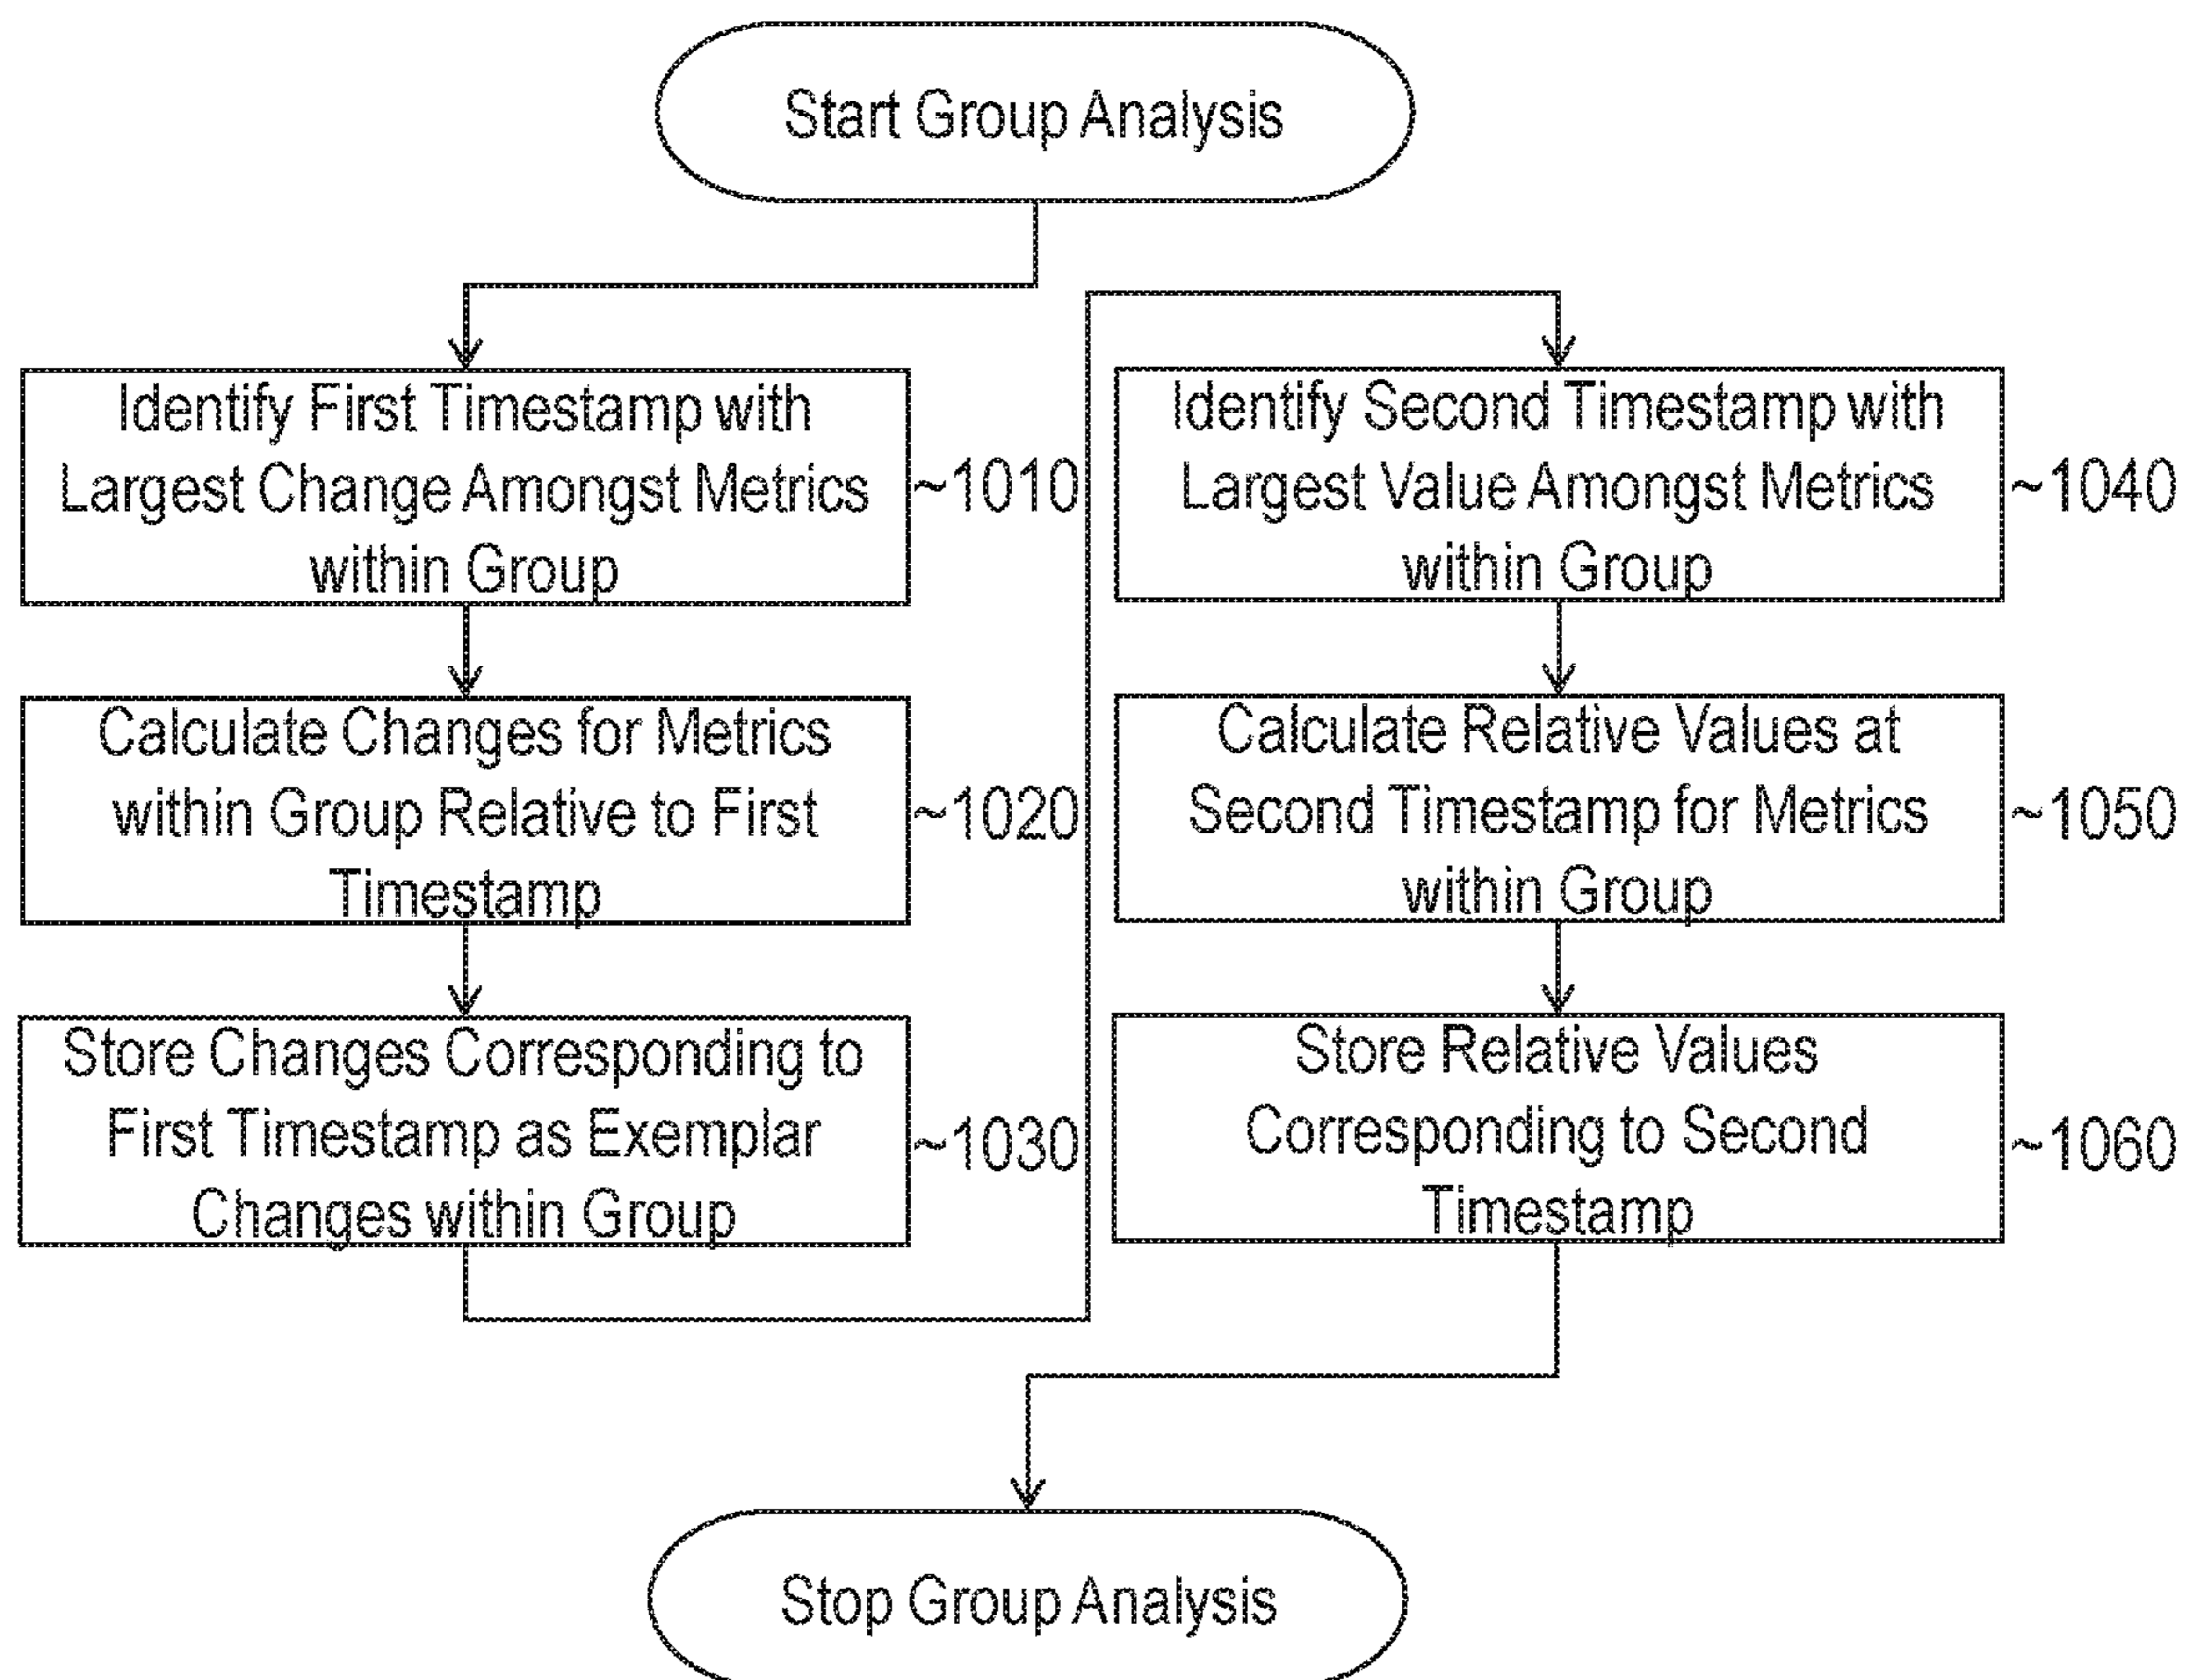 Start Group Analysis
Identify First Timestamp with
Largest Change Amongst Metrics
within Group
~1010
Calculate Changes for Metrics
within Group Relative to First
Timestamp
~1020
Store Changes Corresponding to
First Timestamp as Exemplar
Changes within Group
~1030
Identify Second Timestamp with
Largest Value Amongst Metrics
within Group
~1040
Calculate Relative Values at
Second Timestamp for Metrics
within Group
~1050
Store Relative Values
Corresponding to Second
Timestamp
~1060
Stop Group Analysis